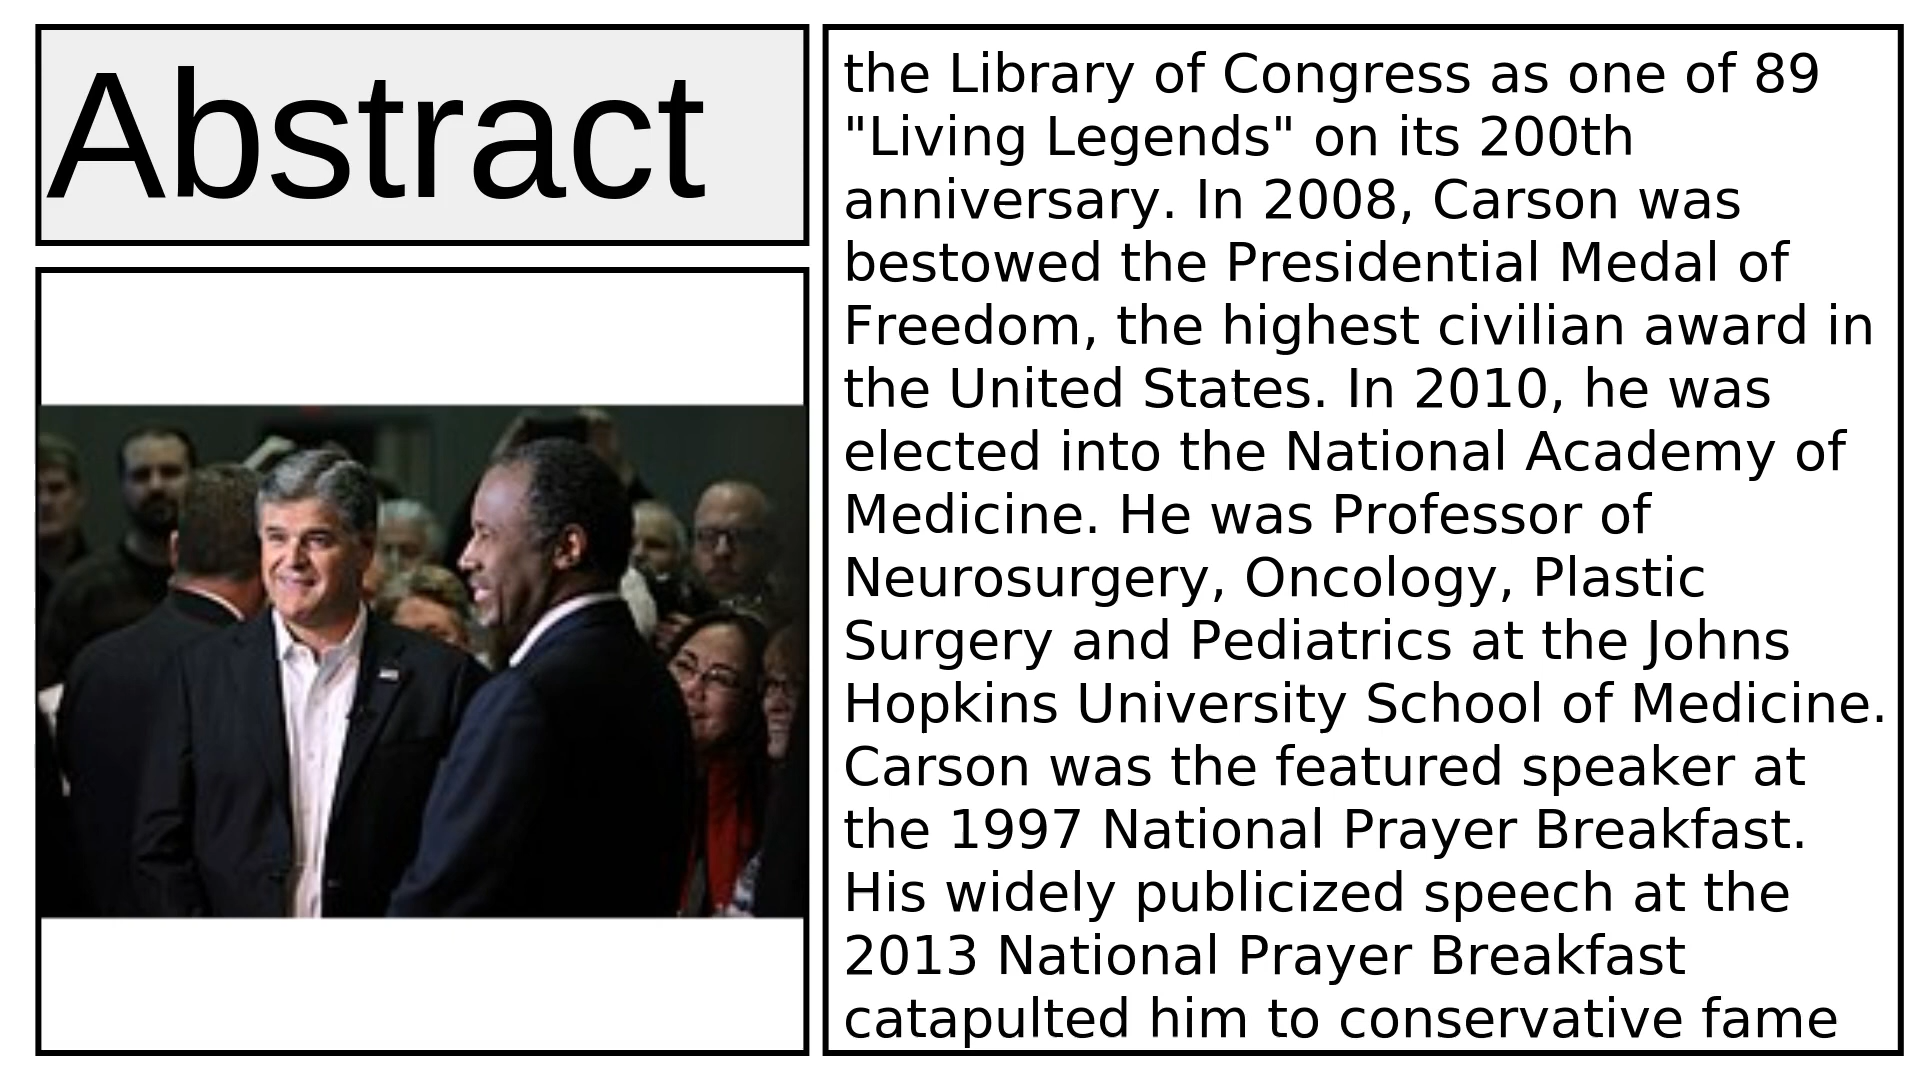 Abstract
the Library of Congress as one of 89
"Living Legends" on its 200th
anniversary. In 2008, Carson was
bestowed the Presidential Medal of
Freedom, the highest civilian award in
the United States. In 2010, he was
elected into the National Academy of
Medicine. He was Professor of
Neurosurgery, Oncology, Plastic
Surgery and Pediatrics at the Johns
Hopkins University School of Medicine.
Carson was the featured speaker at
the 1997 National Prayer Breakfast.
His widely publicized speech at the
2013 National Prayer Breakfast
catapulted him to conservative fame